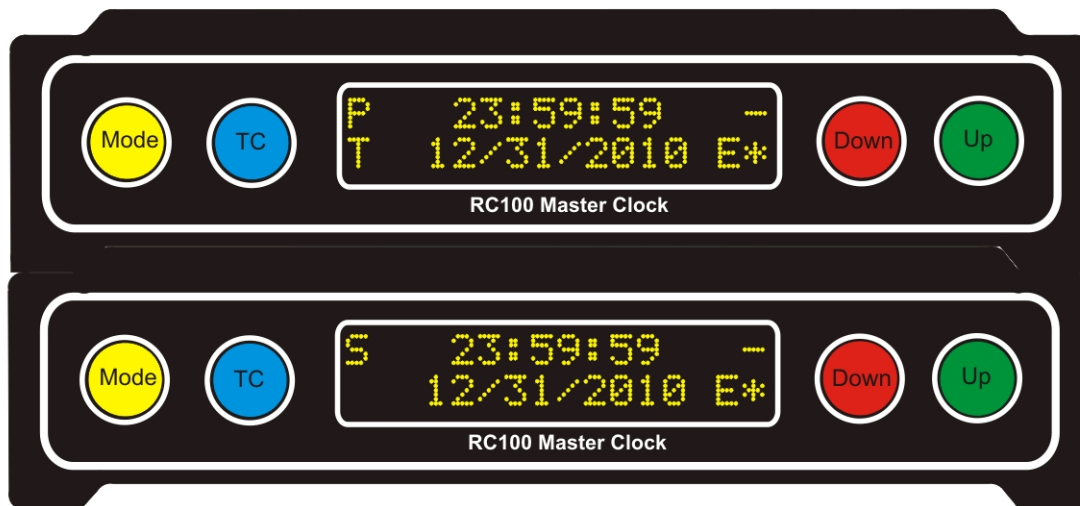 Mode TC P 23:59:59 - Down Up
T 12/31/2010 E*
RC100 Master Clock
Mode TC S 23:59:59 - Down Up
12/31/2010 E*
RC100 Master Clock